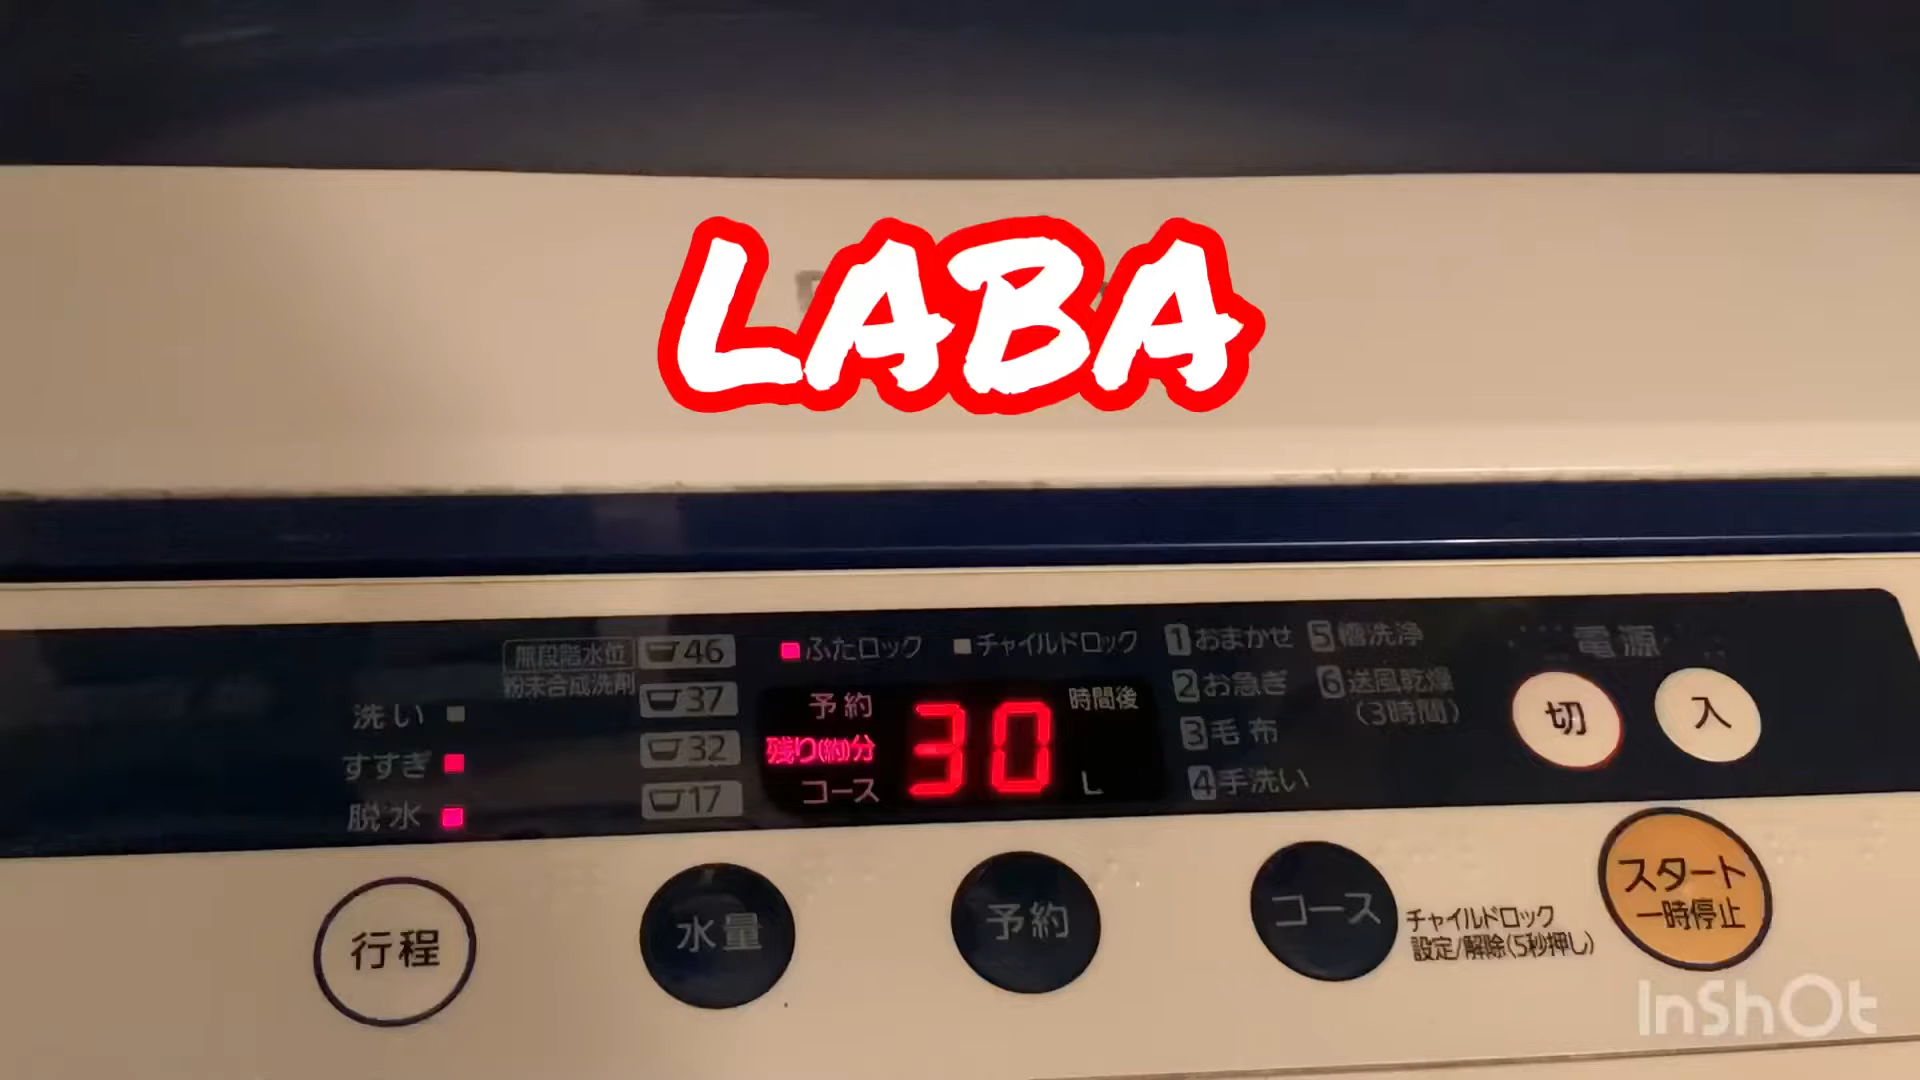 LABA
無段階水位
粉末合成洗剤
46
37
32
17
洗い
すすぎ
脱水
ふたロック
チャイルドロック
予約
残り(約)分
コース
30
時間後
L
1 おまかせ
2 お急ぎ
3 毛布
4 手洗い
5 槽洗浄
6 送風乾燥
(3時間)
電源
切
入
行程
水量
予約
コース
チャイルドロック
設定/解除(5秒押し)
スタート
一時停止
InShOt